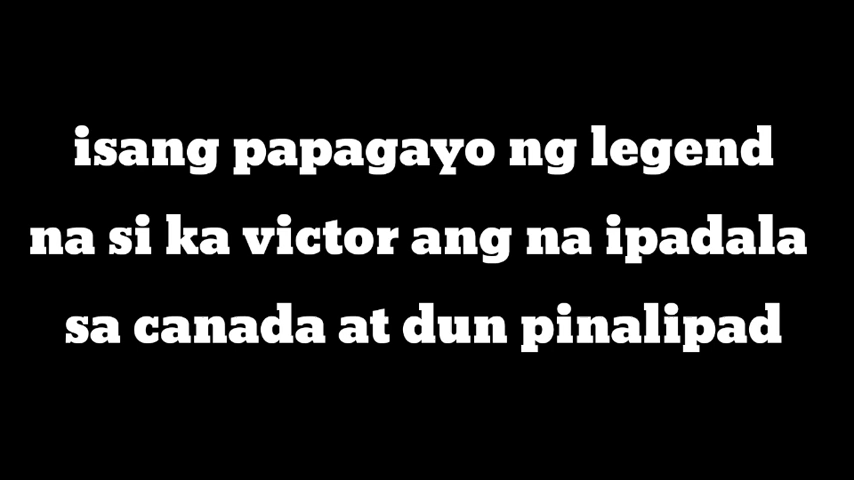 isang papagayo ng legend
na si ka victor ang na ipadala
sa canada at dun pinalipad